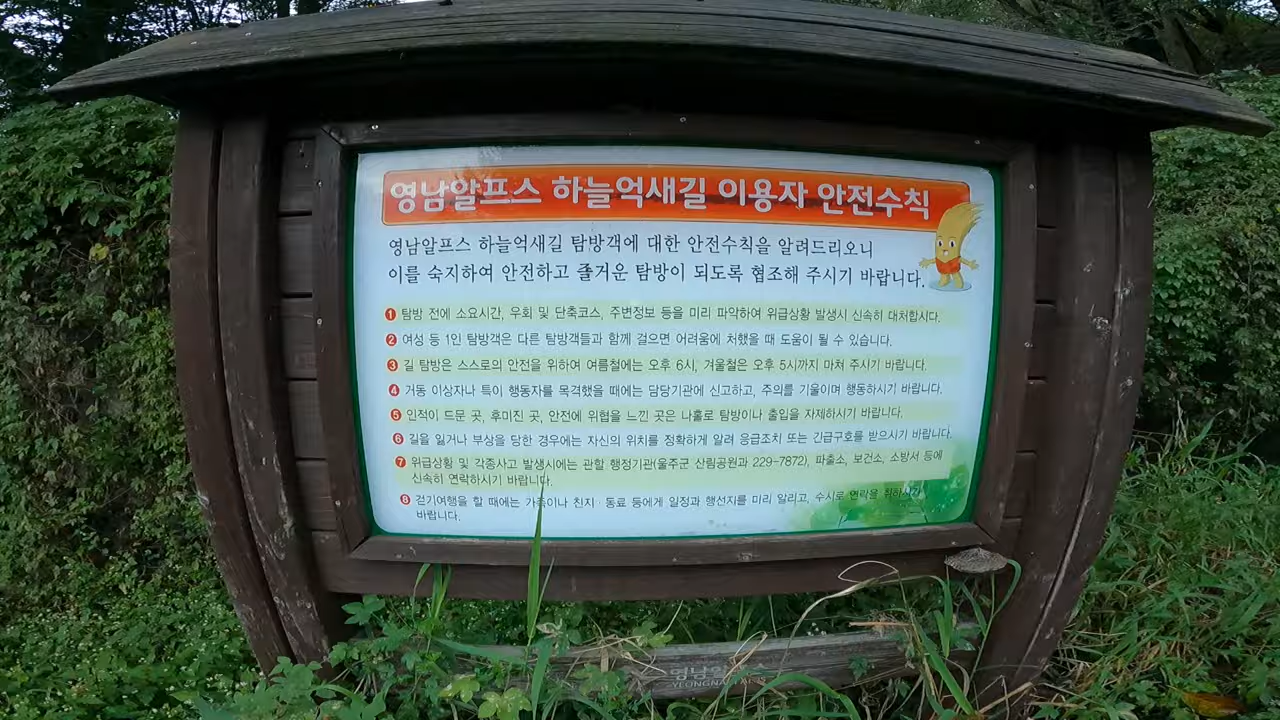 영남알프스 하늘억새길 이용자 안전수칙
영남알프스 하늘억새길 탐방객에 대한 안전수칙을 알려드리오니
이를 숙지하여 안전하고 즐거운 탐방이 되도록 협조해 주시기 바랍니다.
1 탐방 전에 소요시간, 우회 및 단축코스, 주변정보 등을 미리 파악하여 위급상황 발생시 신속히 대처합시다.
2 여성 등 1인 탐방객은 다른 탐방객들과 함께 걸으면 어려움에 처했을 때 도움이 될 수 있습니다.
3 길 탐방은 스스로의 안전을 위하여 여름철에는 오후 6시, 겨울철은 오후 5시까지 마쳐 주시기 바랍니다.
4 거동 이상자나 특이 행동자를 목격했을 때에는 담당기관에 신고하고, 주의를 기울이며 행동하시기 바랍니다.
5 인적이 드문 곳, 후미진 곳, 안전에 위협을 느낀 곳은 나홀로 탐방이나 출입을 자제하시기 바랍니다.
6 길을 잃거나 부상을 당한 경우에는 자신의 위치를 정확하게 알려 응급조치 또는 긴급구호를 받으시기 바랍니다.
7 위급상황 및 각종사고 발생시에는 관할 행정기관(울주군 산림공원과 229-7872), 파출소, 보건소, 소방서 등에
신속히 연락하시기 바랍니다.
8 걷기여행을 할 때에는 가족이나 친지·동료 등에게 일정과 행선지를 미리 알리고, 수시로 연락을 취하시기
바랍니다.
영남알프스